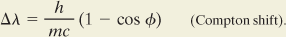 Δλ = h/mc (1 − cos ϕ) (Compton shift).